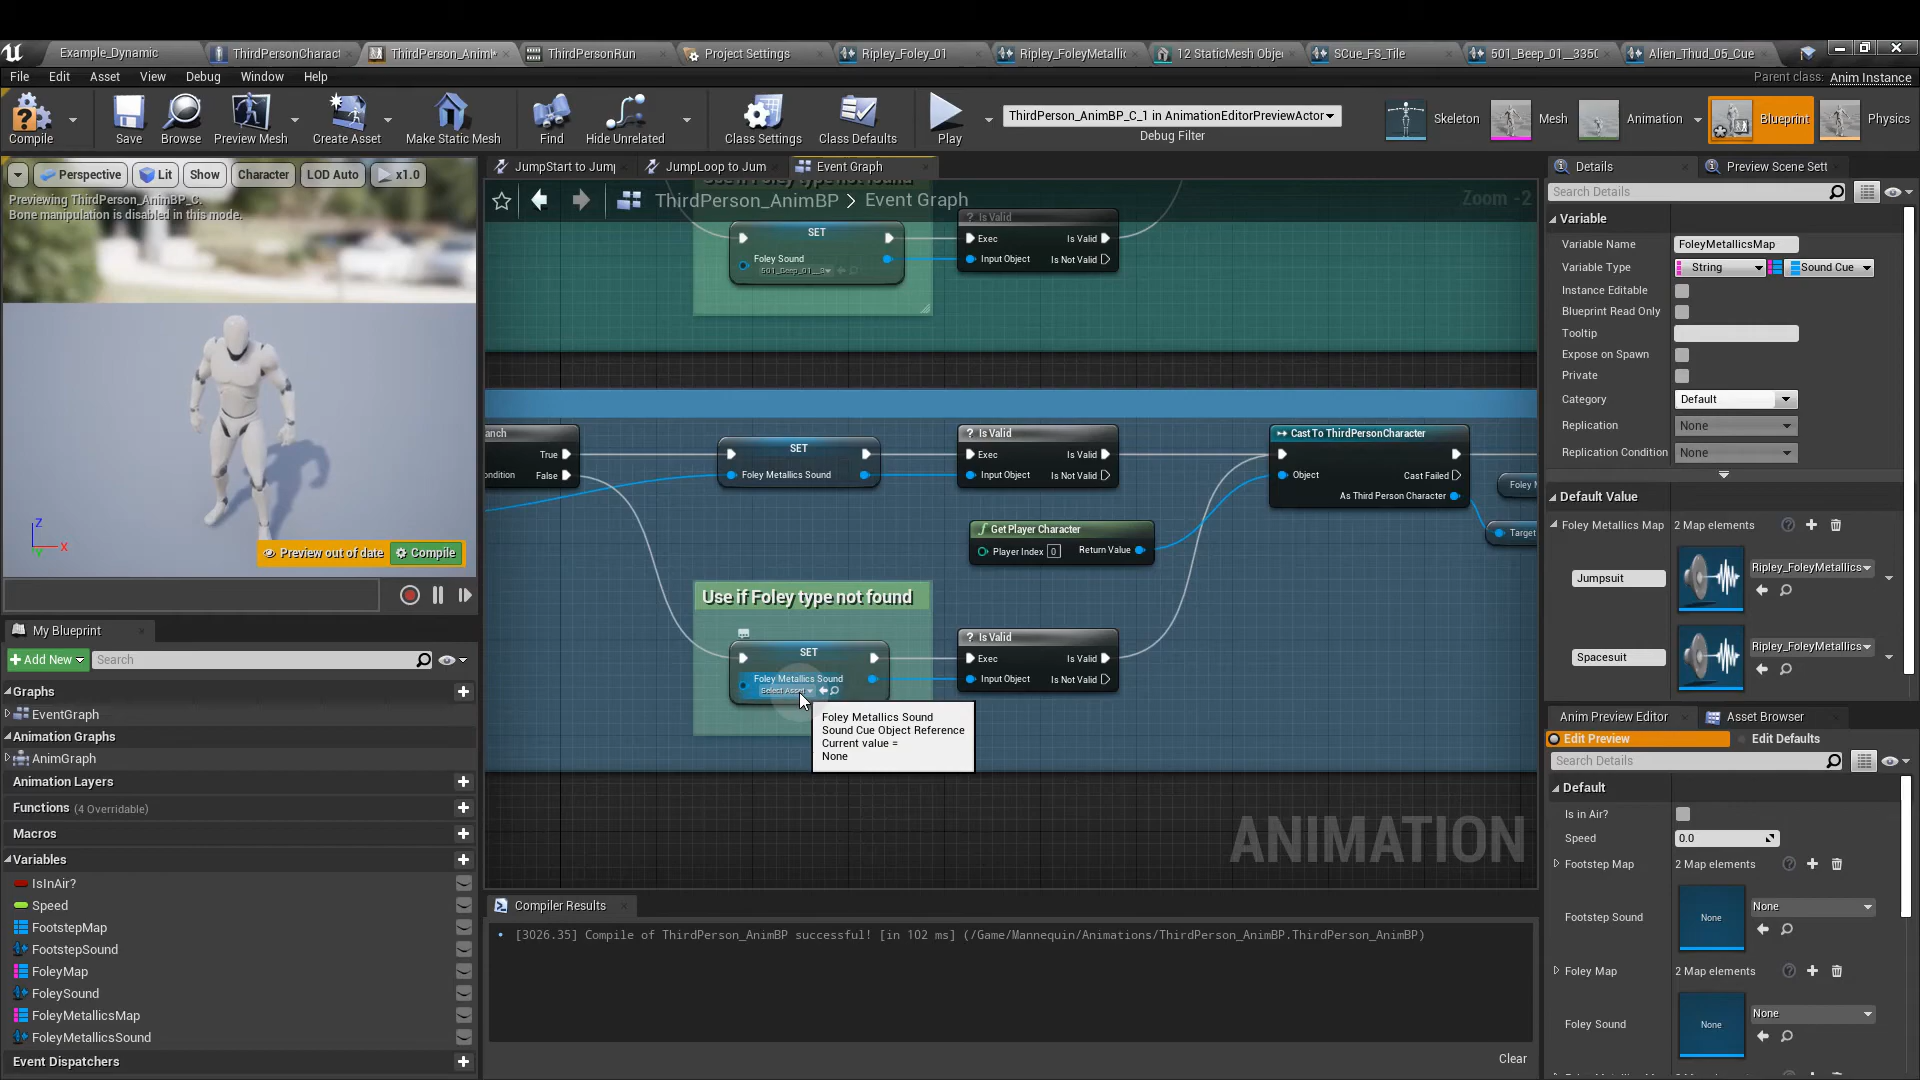 Example_Dynamic
ThirdPersonCharact
ThirdPerson_AnimI
ThirdPersonRun
Project Settings
Ripley_Foley_01
Ripley_FoleyMetallic
12 StaticMesh Obje
SCue_FS_Tile
501_Beep_01__3350
Alien_Thud_05_Cue
File Edit Asset View Debug Window Help
Parent class: Anim Instance
Compile
Save
Browse
Preview Mesh
Create Asset
Make Static Mesh
Find
Hide Unrelated
Class Settings
Class Defaults
Play
ThirdPerson_AnimBP_C_1 in AnimationEditorPreviewActor
Debug Filter
Skeleton
Mesh
Animation
Blueprint
Physics
Perspective
Lit
Show
Character
LOD Auto
x1.0
Previewing ThirdPerson_AnimBP_C.
Bone manipulation is disabled in this mode.
Z
X
Y
Preview out of date
Compile
My Blueprint
Add New
Search
Graphs
EventGraph
Animation Graphs
AnimGraph
Animation Layers
Functions (4 Overridable)
Macros
Variables
IsInAir?
Speed
FootstepMap
FootstepSound
FoleyMap
FoleySound
FoleyMetallicsMap
FoleyMetallicsSound
Event Dispatchers
JumpStart to Jump
JumpLoop to Jum
Event Graph
Use if Foley type not found
ThirdPerson_AnimBP > Event Graph
Zoom -2
SET
Foley Sound
501_Beep_01__3
? Is Valid
Exec Is Valid
Input Object Is Not Valid
anch
True
ondition False
SET
Foley Metallics Sound
? Is Valid
Exec Is Valid
Input Object Is Not Valid
Cast To ThirdPersonCharacter
Object
Cast Failed
As Third Person Character
Foley M
Target
Get Player Character
Player Index 0 Return Value
Use if Foley type not found
SET
Foley Metallics Sound
Select Asset
? Is Valid
Exec Is Valid
Input Object Is Not Valid
Foley Metallics Sound
Sound Cue Object Reference
Current value =
None
ANIMATION
Compiler Results
[3026.35] Compile of ThirdPerson_AnimBP successful! [in 102 ms] (/Game/Mannequin/Animations/ThirdPerson_AnimBP.ThirdPerson_AnimBP)
Clear
Details
Preview Scene Sett
Search Details
Variable
Variable Name FoleyMetallicsMap
Variable Type String Sound Cue
Instance Editable
Blueprint Read Only
Tooltip
Expose on Spawn
Private
Category Default
Replication None
Replication Condition None
Default Value
Foley Metallics Map 2 Map elements
Jumpsuit Ripley_FoleyMetallics
Spacesuit Ripley_FoleyMetallics
Anim Preview Editor
Asset Browser
Edit Preview
Edit Defaults
Search Details
Default
Is in Air?
Speed 0.0
Footstep Map 2 Map elements
Footstep Sound None None
Foley Map 2 Map elements
Foley Sound None None